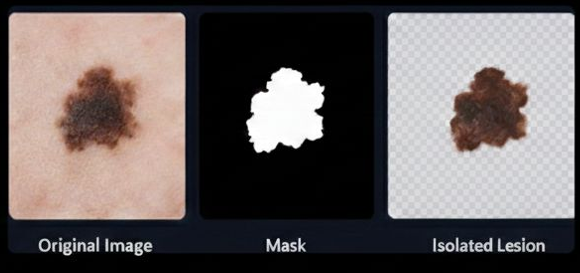 Original Image
Mask
Isolated Lesion